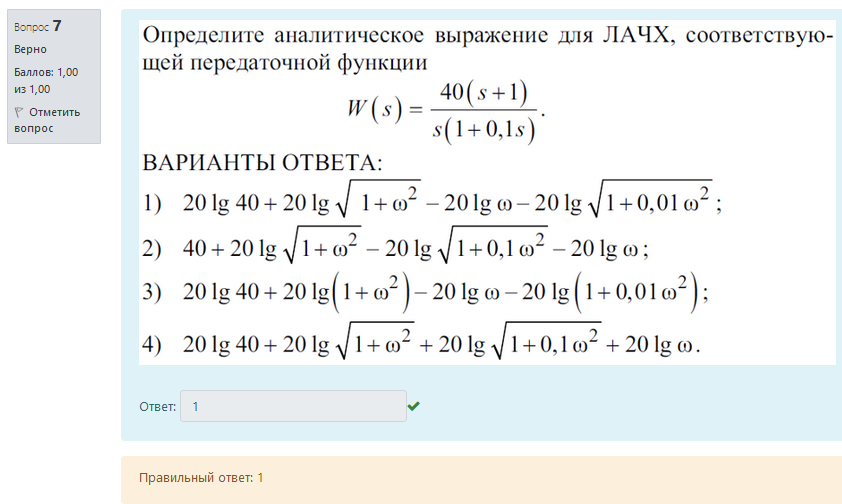 Вопрос 7
Верно
Баллов: 1,00
из 1,00
Отметить
вопрос
Определите аналитическое выражение для ЛАЧХ, соответствую-
щей передаточной функции
W(s) = 40(s+1) / s(1+0,1s) .
ВАРИАНТЫ ОТВЕТА:
1) 20 lg 40 + 20 lg √(1+ω²) − 20 lg ω − 20 lg √(1+0,01ω²) ;
2) 40 + 20 lg √(1+ω²) − 20 lg √(1+0,1ω²) − 20 lg ω ;
3) 20 lg 40 + 20 lg(1+ω²) − 20 lg ω − 20 lg(1+0,01ω²) ;
4) 20 lg 40 + 20 lg √(1+ω²) + 20 lg √(1+0,1ω²) + 20 lg ω .
Ответ: 1
Правильный ответ: 1